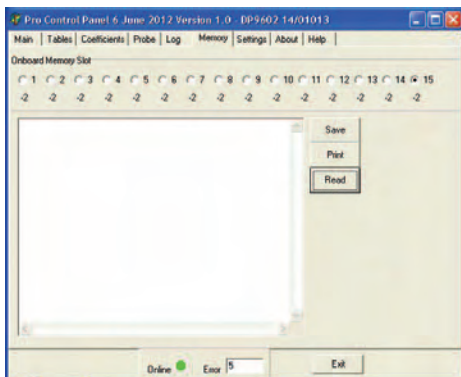 Pro Control Panel 6 June 2012 Version 1.0 - DP9602 14/01013
Main Tables Coefficients Probe Log Memory Settings About Help
Onboard Memory Slot
1 2 3 4 5 6 7 8 9 10 11 12 13 14 15
-2 -2 -2 -2 -2 -2 -2 -2 -2 -2 -2 -2 -2 -2 -2
Save
Print
Read
Online Error 5 Exit